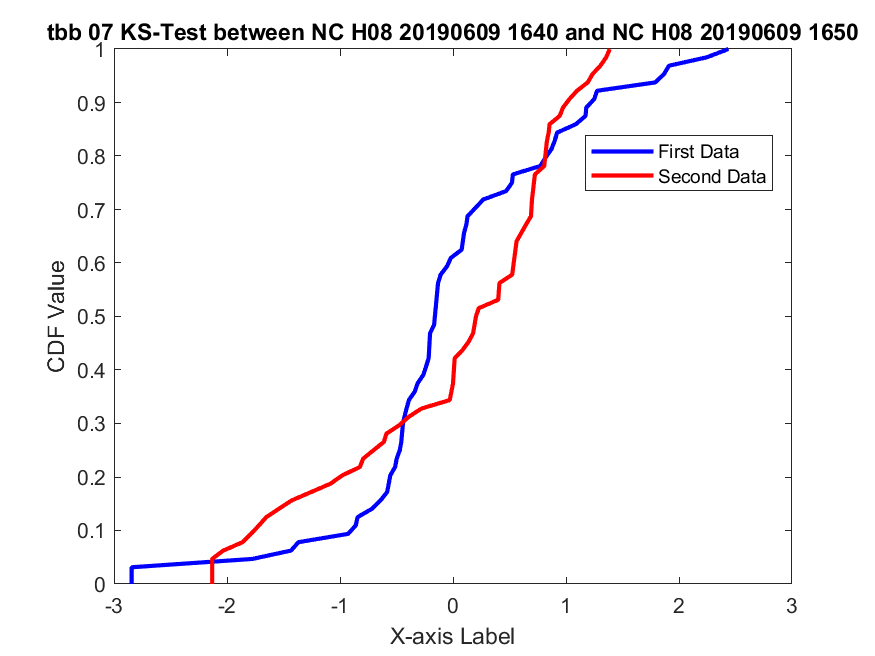 tbb 07 KS-Test between NC H08 20190609 1640 and NC H08 20190609 1650
1
0.9
0.8
0.7
0.6
0.5
0.4
0.3
0.2
0.1
0
CDF Value
First Data
Second Data
-3 -2 -1 0 1 2 3
X-axis Label